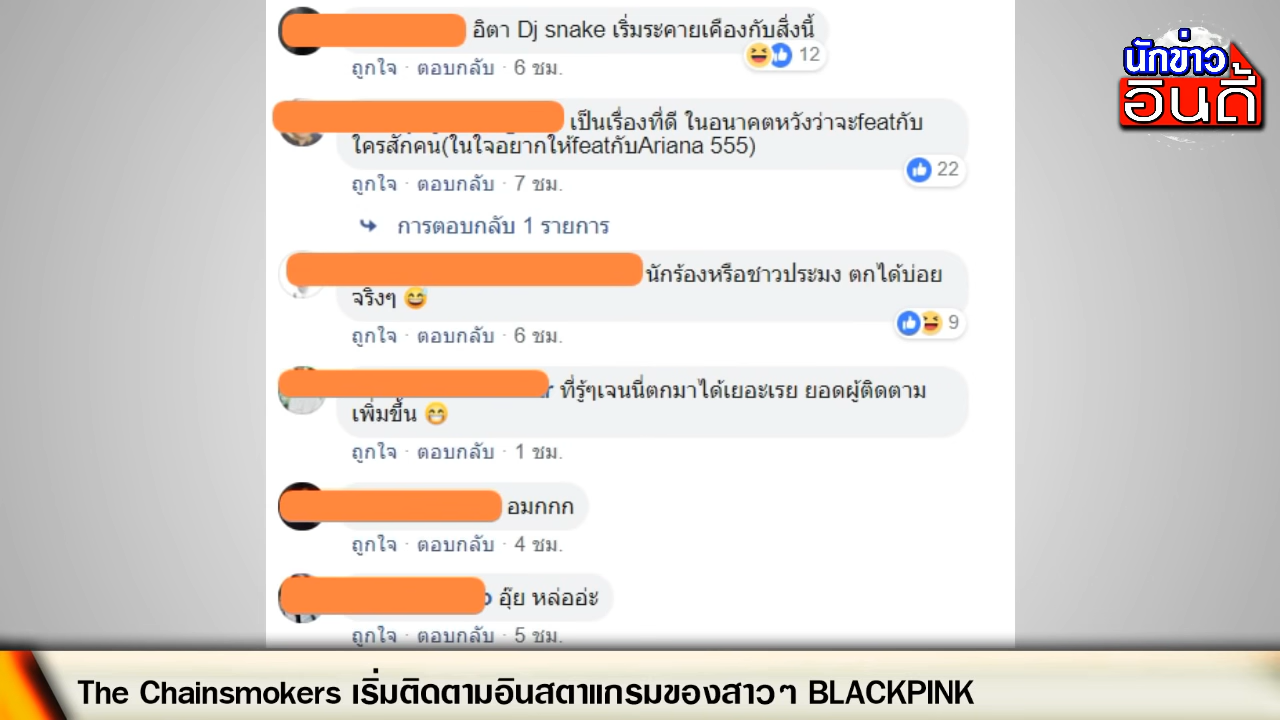 อิตา Dj snake เริ่มระคายเคืองกับสิ่งนี้
12
ถูกใจ · ตอบกลับ · 6 ชม.
นักข่าว
อินดี้
เป็นเรื่องที่ดี ในอนาคตหวังว่าจะfeatกับ
ใครสักคน(ในใจอยากให้featกับAriana 555)
22
ถูกใจ · ตอบกลับ · 7 ชม.
การตอบกลับ 1 รายการ
นักร้องหรือชาวประมง ตกได้บ่อย
จริงๆ 😅
9
ถูกใจ · ตอบกลับ · 6 ชม.
ที่รู้ๆเจนนี่ตกมาได้เยอะเรย ยอดผู้ติดตาม
เพิ่มขึ้น 😁
ถูกใจ · ตอบกลับ · 1 ชม.
อมกกก
ถูกใจ · ตอบกลับ · 4 ชม.
อุ๊ย หล่ออ่ะ
ถูกใจ · ตอบกลับ · 5 ชม.
The Chainsmokers เริ่มติดตามอินสตาแกรมของสาวๆ BLACKPINK